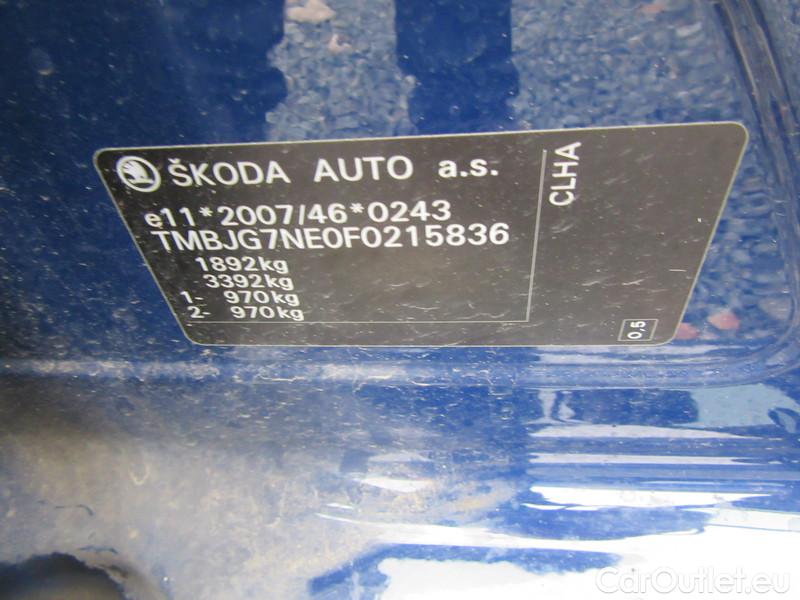 ŠKODA AUTO a.s.
e11*2007/46*0243
TMBJG7NE0F0215836
1892kg
3392kg
1- 970kg
2- 970kg
CLHA
0,5
CarOutlet.eu